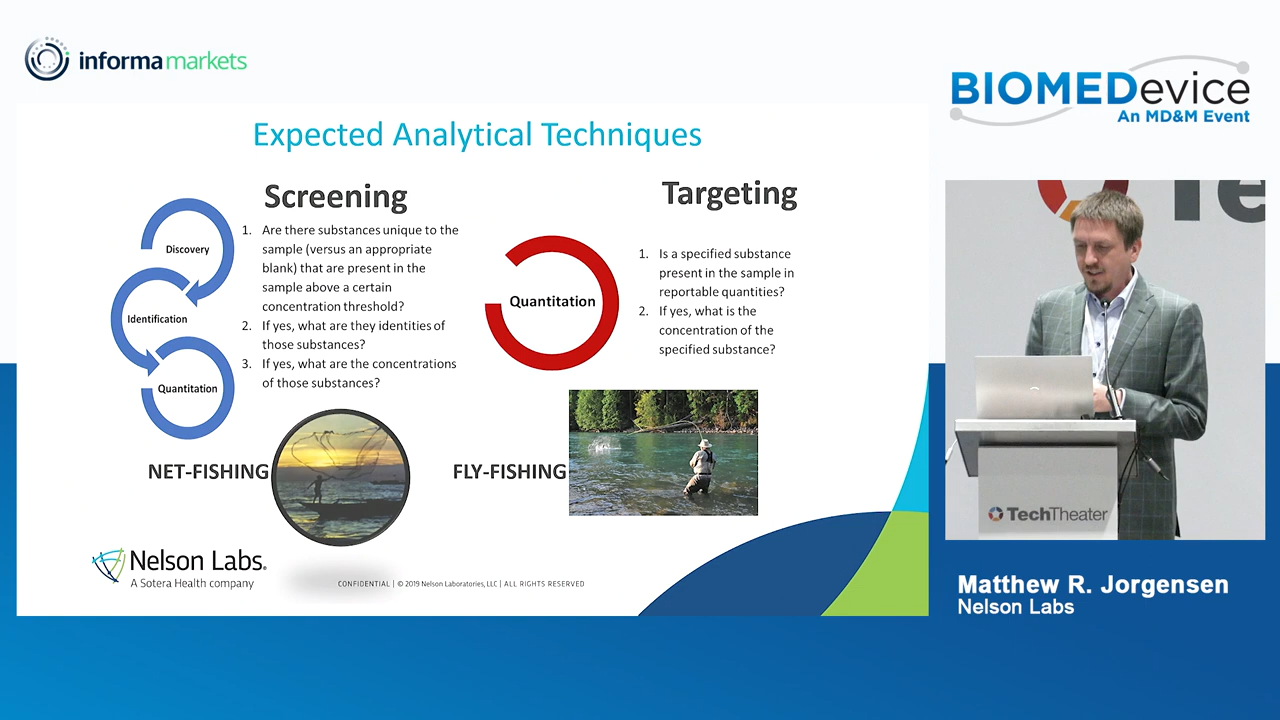 informa markets
BIOMEDevice
An MD&M Event
Expected Analytical Techniques
Screening
1. Are there substances unique to the
sample (versus an appropriate
blank) that are present in the
sample above a certain
concentration threshold?
2. If yes, what are they identities of
those substances?
3. If yes, what are the concentrations
of those substances?
Discovery
Identification
Quantitation
Targeting
Quantitation
1. Is a specified substance
present in the sample in
reportable quantities?
2. If yes, what is the
concentration of the
specified substance?
NET-FISHING
FLY-FISHING
Nelson Labs®
A Sotera Health company
CONFIDENTIAL | © 2019 Nelson Laboratories, LLC | ALL RIGHTS RESERVED
Te
TechTheater
Matthew R. Jorgensen
Nelson Labs